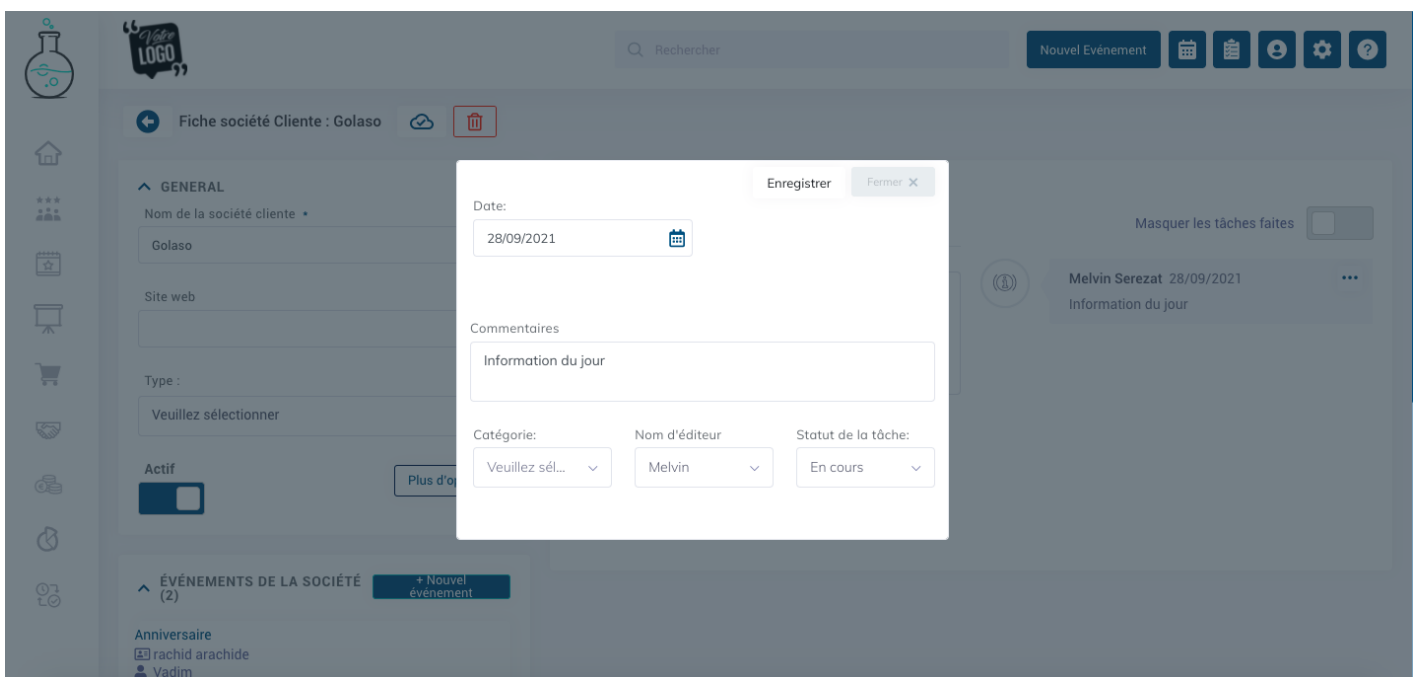 Votre
LOGO
Rechercher
Nouvel Evénement
Fiche société Cliente : Golaso
GENERAL
Nom de la société cliente •
Golaso
Site web
Type :
Veuillez sélectionner
Actif
Plus d'o
Enregistrer
Fermer ×
Date:
28/09/2021
Commentaires
Information du jour
Catégorie:
Nom d'éditeur
Statut de la tâche:
Veuillez sél...
Melvin
En cours
Masquer les tâches faites
Melvin Serezat 28/09/2021
Information du jour
ÉVÉNEMENTS DE LA SOCIÉTÉ
(2)
+ Nouvel
événement
Anniversaire
rachid arachide
Vadim